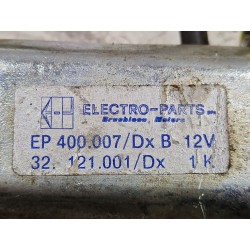 ELECTRO-PARTS
Brushless, Motors
EP 400.007/Dx B 12V
32. 121.001/Dx 1 K